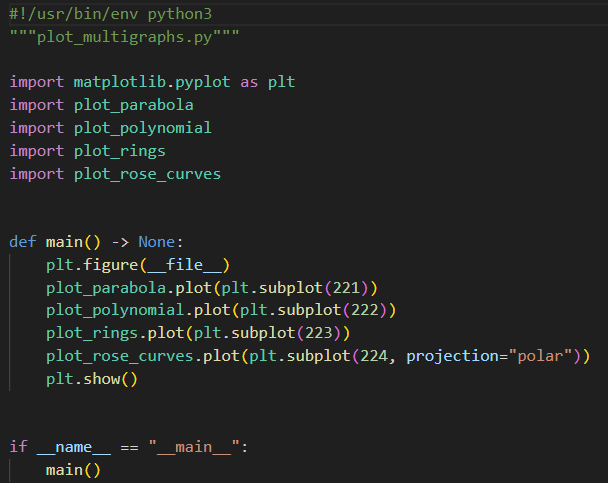 #!/usr/bin/env python3
"""plot_multigraphs.py"""

import matplotlib.pyplot as plt
import plot_parabola
import plot_polynomial
import plot_rings
import plot_rose_curves


def main() -> None:
    plt.figure(__file__)
    plot_parabola.plot(plt.subplot(221))
    plot_polynomial.plot(plt.subplot(222))
    plot_rings.plot(plt.subplot(223))
    plot_rose_curves.plot(plt.subplot(224, projection="polar"))
    plt.show()


if __name__ == "__main__":
    main()